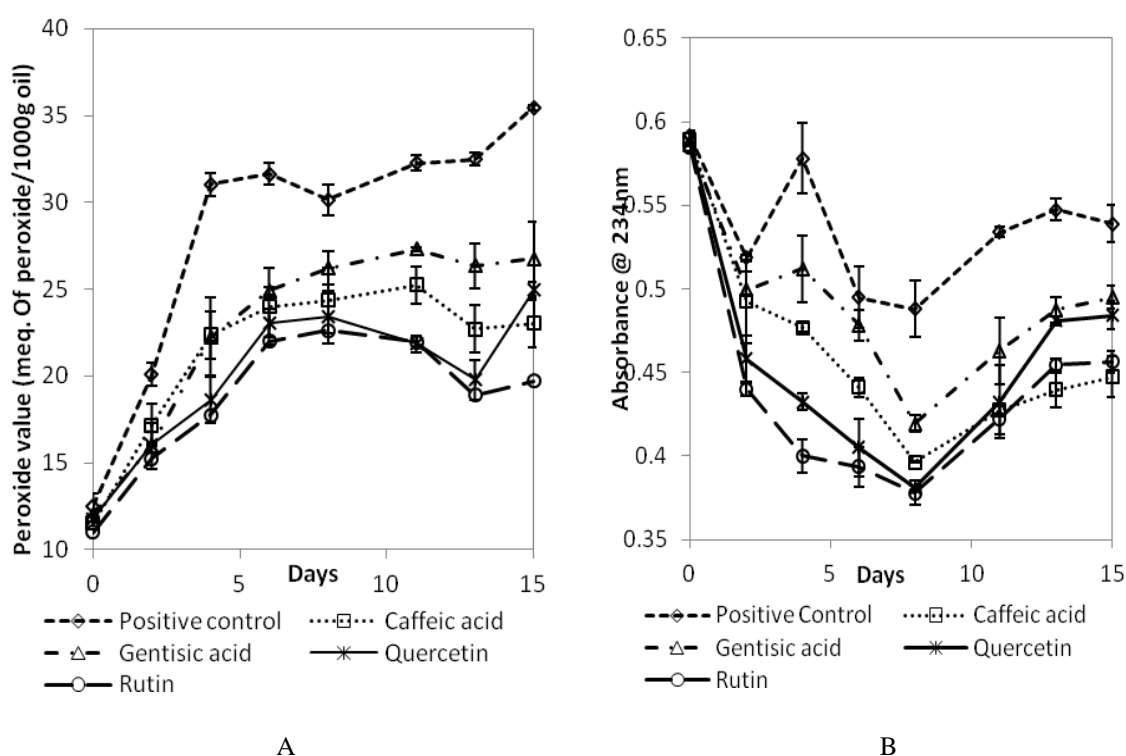 Peroxide value (meq. Of peroxide/1000g oil)
40
35
30
25
20
15
10
0
5
10
15
Days
Positive control
Caffeic acid
Gentisic acid
Quercetin
Rutin
A
Absorbance @ 234nm
0.65
0.6
0.55
0.5
0.45
0.4
0.35
0
5
10
15
Days
Positive Control
Caffeic acid
Gentisic acid
Quercetin
Rutin
B